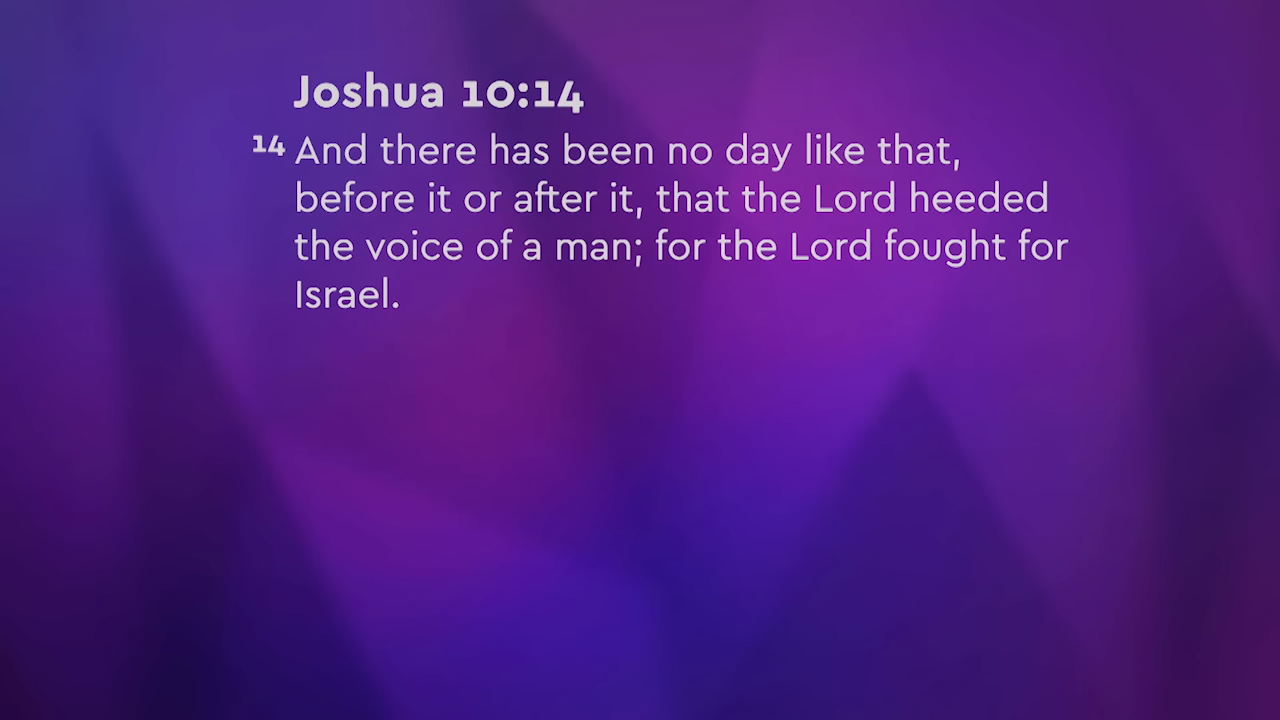 Joshua 10:14
14 And there has been no day like that,
before it or after it, that the Lord heeded
the voice of a man; for the Lord fought for
Israel.